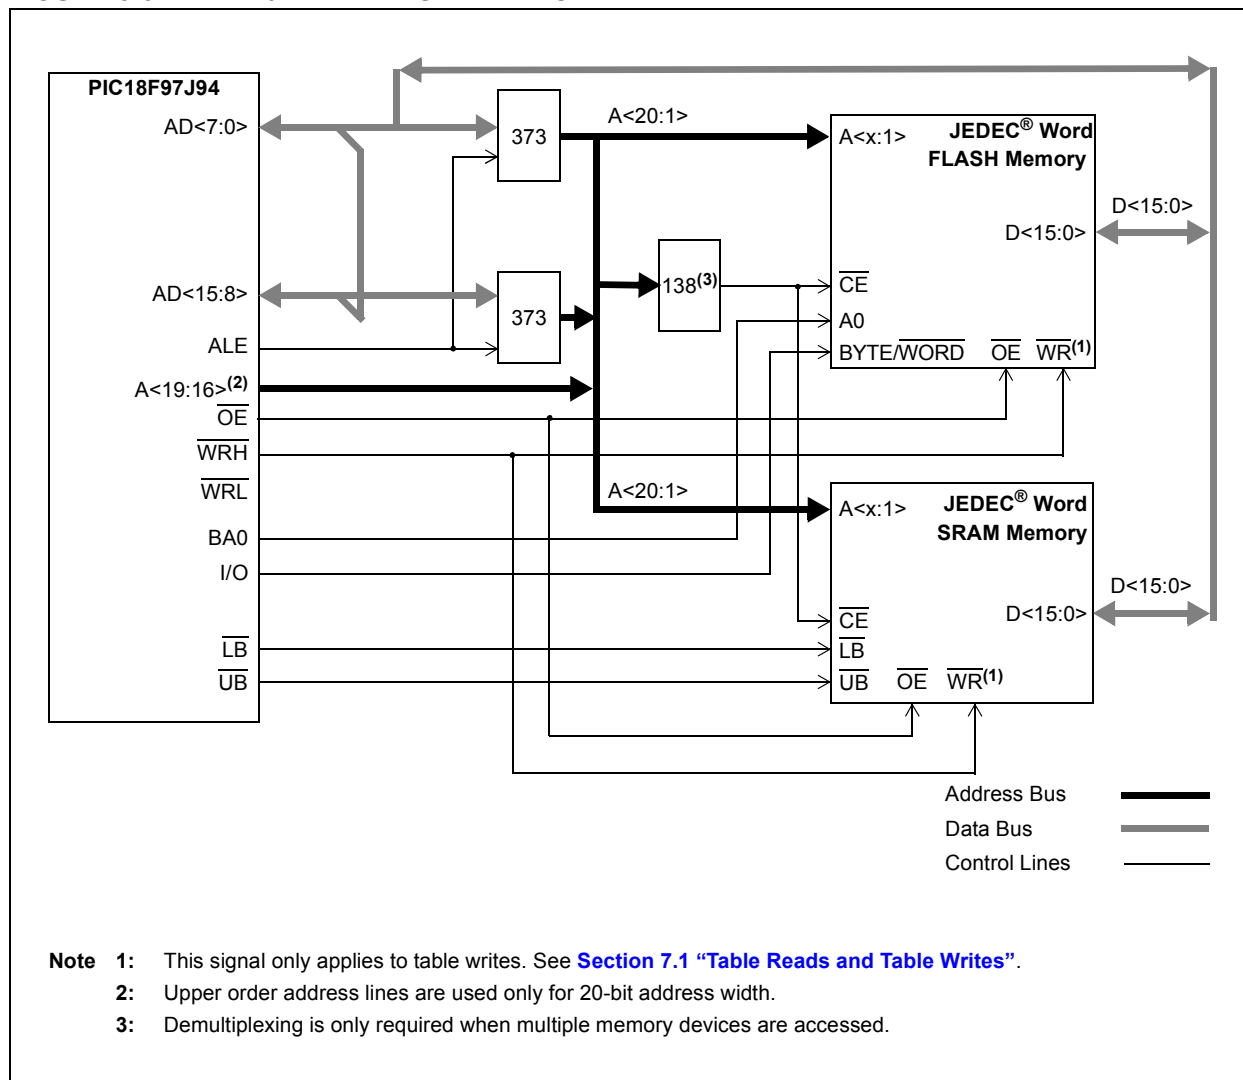 PIC18F97J94
AD<7:0>
373
A<20:1>
A<x:1>
JEDEC® Word
FLASH Memory
D<15:0>
D<15:0>
AD<15:8>
373
138(3)
CE
A0
ALE
BYTE/WORD OE WR(1)
A<19:16>(2)
OE
WRH
WRL
A<20:1>
A<x:1>
JEDEC® Word
SRAM Memory
BA0
I/O
D<15:0>
D<15:0>
CE
LB
LB
UB
UB OE WR(1)
Address Bus
Data Bus
Control Lines
Note 1: This signal only applies to table writes. See Section 7.1 “Table Reads and Table Writes”.
2: Upper order address lines are used only for 20-bit address width.
3: Demultiplexing is only required when multiple memory devices are accessed.